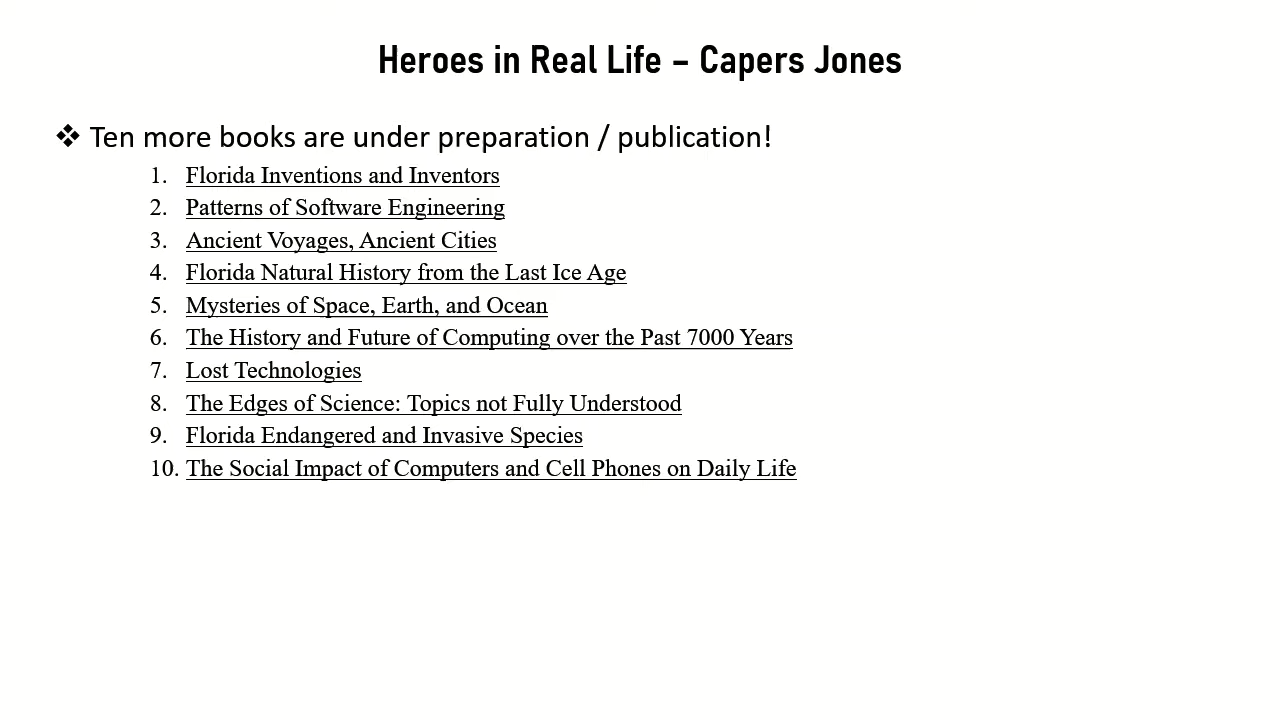 Heroes in Real Life – Capers Jones
❖ Ten more books are under preparation / publication!
1. Florida Inventions and Inventors
2. Patterns of Software Engineering
3. Ancient Voyages, Ancient Cities
4. Florida Natural History from the Last Ice Age
5. Mysteries of Space, Earth, and Ocean
6. The History and Future of Computing over the Past 7000 Years
7. Lost Technologies
8. The Edges of Science: Topics not Fully Understood
9. Florida Endangered and Invasive Species
10. The Social Impact of Computers and Cell Phones on Daily Life